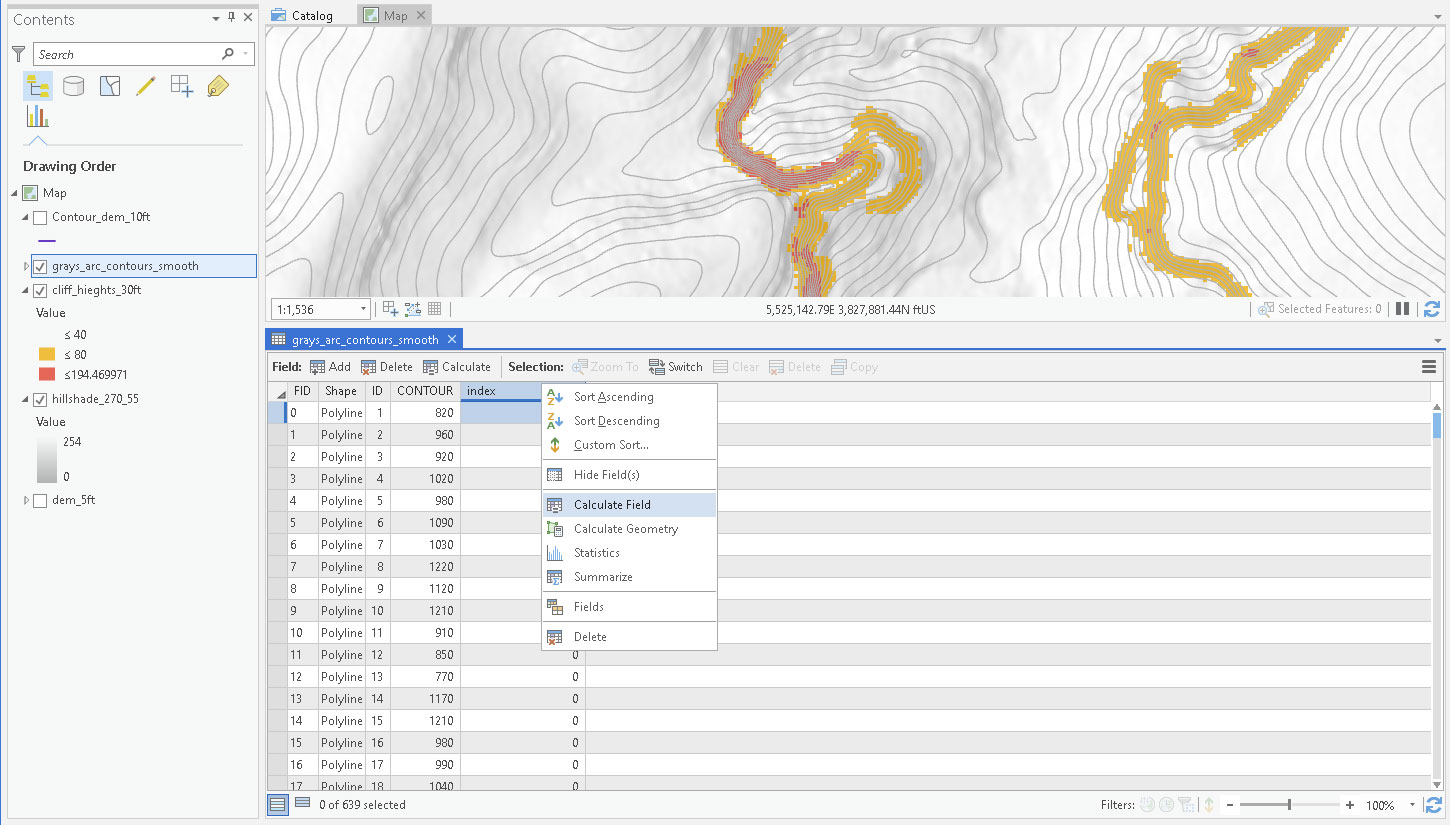 Contents
Search
Drawing Order
Map
Contour_dem_10ft
grays_arc_contours_smooth
cliff_hieghts_30ft
Value
≤ 40
≤ 80
≤194.469971
hillshade_270_55
Value
254
0
dem_5ft
Catalog
Map
1:1,536
5,525,142.79E 3,827,881.44N ftUS
Selected Features: 0
grays_arc_contours_smooth
Field: Add Delete Calculate Selection: Zoom To Switch Clear Delete Copy
FID Shape ID CONTOUR index
0 Polyline 1 820
1 Polyline 2 960
2 Polyline 3 920
3 Polyline 4 1020
4 Polyline 5 980
5 Polyline 6 1090
6 Polyline 7 1030
7 Polyline 8 1220
8 Polyline 9 1120
9 Polyline 10 1210
10 Polyline 11 910
11 Polyline 12 850 0
12 Polyline 13 770 0
13 Polyline 14 1170 0
14 Polyline 15 1210 0
15 Polyline 16 980 0
16 Polyline 17 990 0
17 Polyline 18 1040 0
Sort Ascending
Sort Descending
Custom Sort...
Hide Field(s)
Calculate Field
Calculate Geometry
Statistics
Summarize
Fields
Delete
0 of 639 selected
Filters:
100%